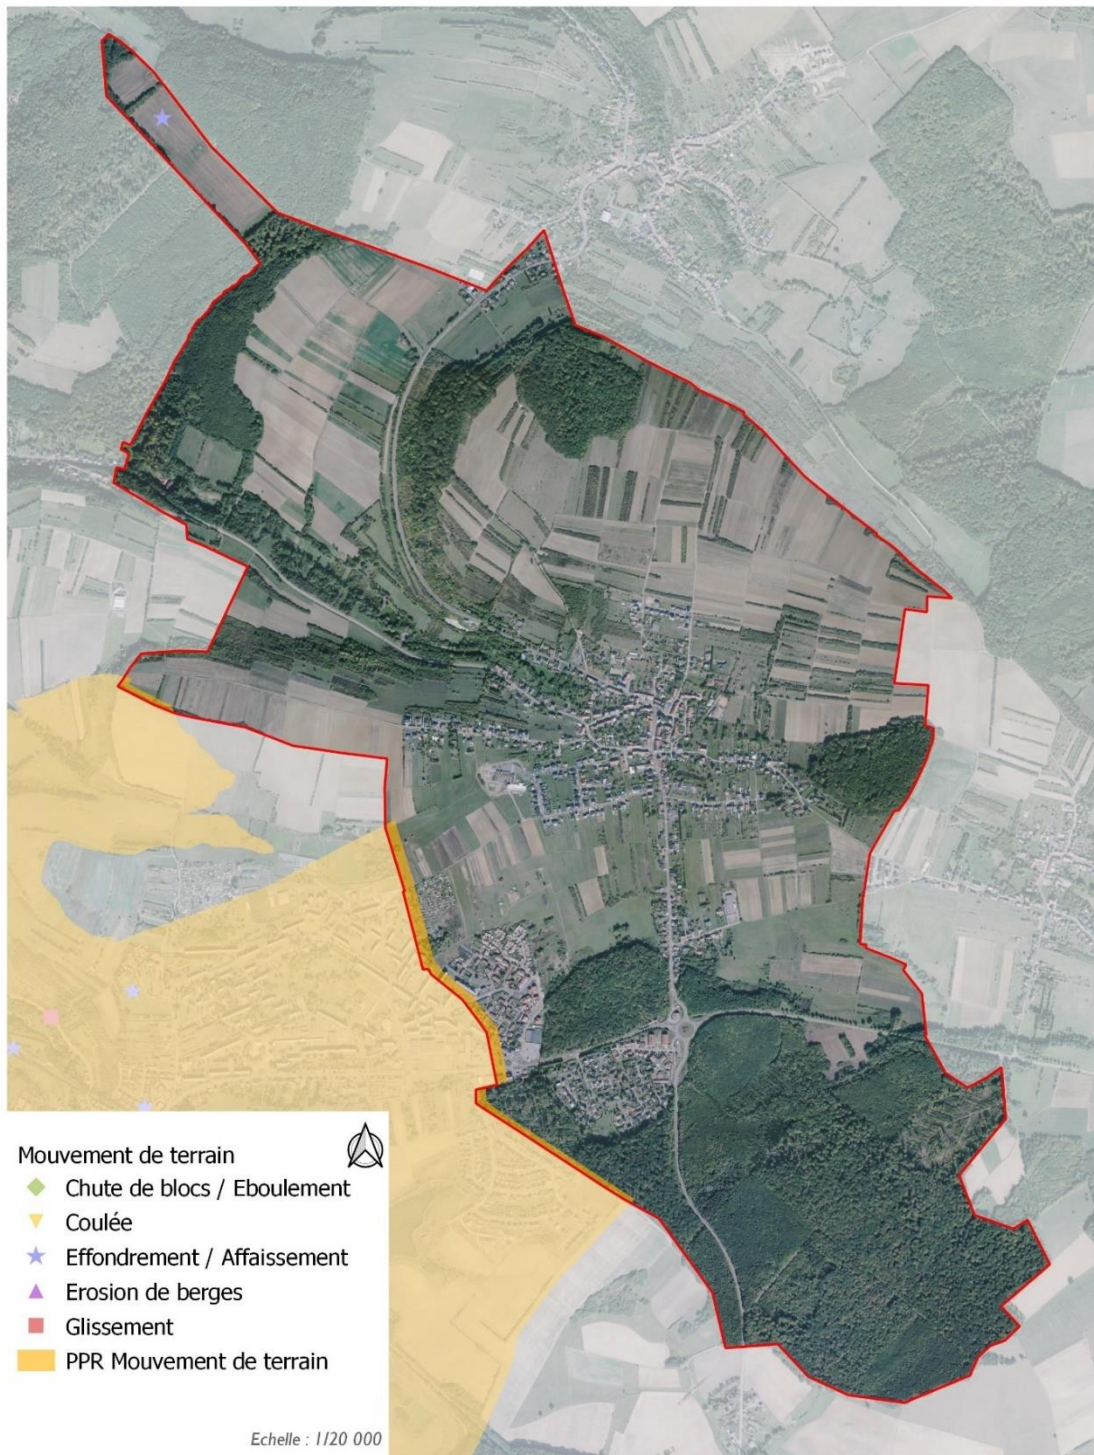 Mouvement de terrain
Chute de blocs / Eboulement
Coulée
Effondrement / Affaissement
Erosion de berges
Glissement
PPR Mouvement de terrain
Echelle : 1/20 000